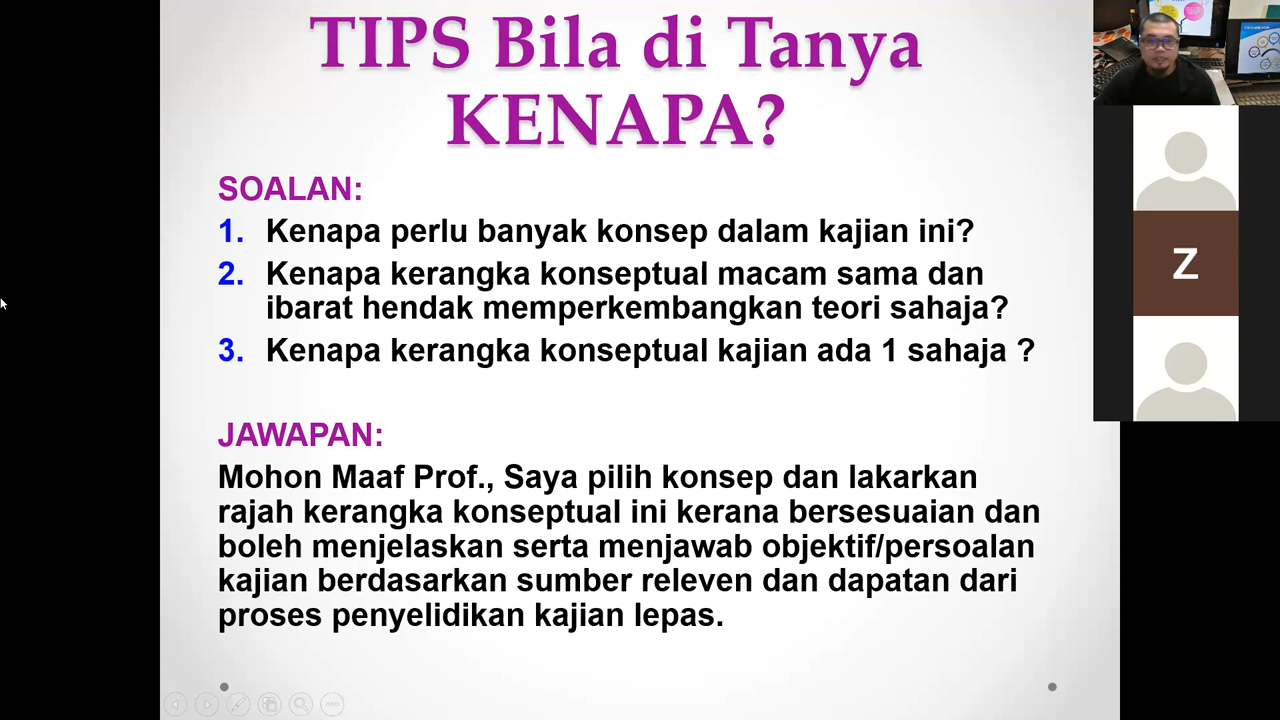 TIPS Bila di Tanya
KENAPA?
SOALAN:
1. Kenapa perlu banyak konsep dalam kajian ini?
2. Kenapa kerangka konseptual macam sama dan
ibarat hendak memperkembangkan teori sahaja?
3. Kenapa kerangka konseptual kajian ada 1 sahaja ?
JAWAPAN:
Mohon Maaf Prof., Saya pilih konsep dan lakarkan
rajah kerangka konseptual ini kerana bersesuaian dan
boleh menjelaskan serta menjawab objektif/persoalan
kajian berdasarkan sumber releven dan dapatan dari
proses penyelidikan kajian lepas.
Z